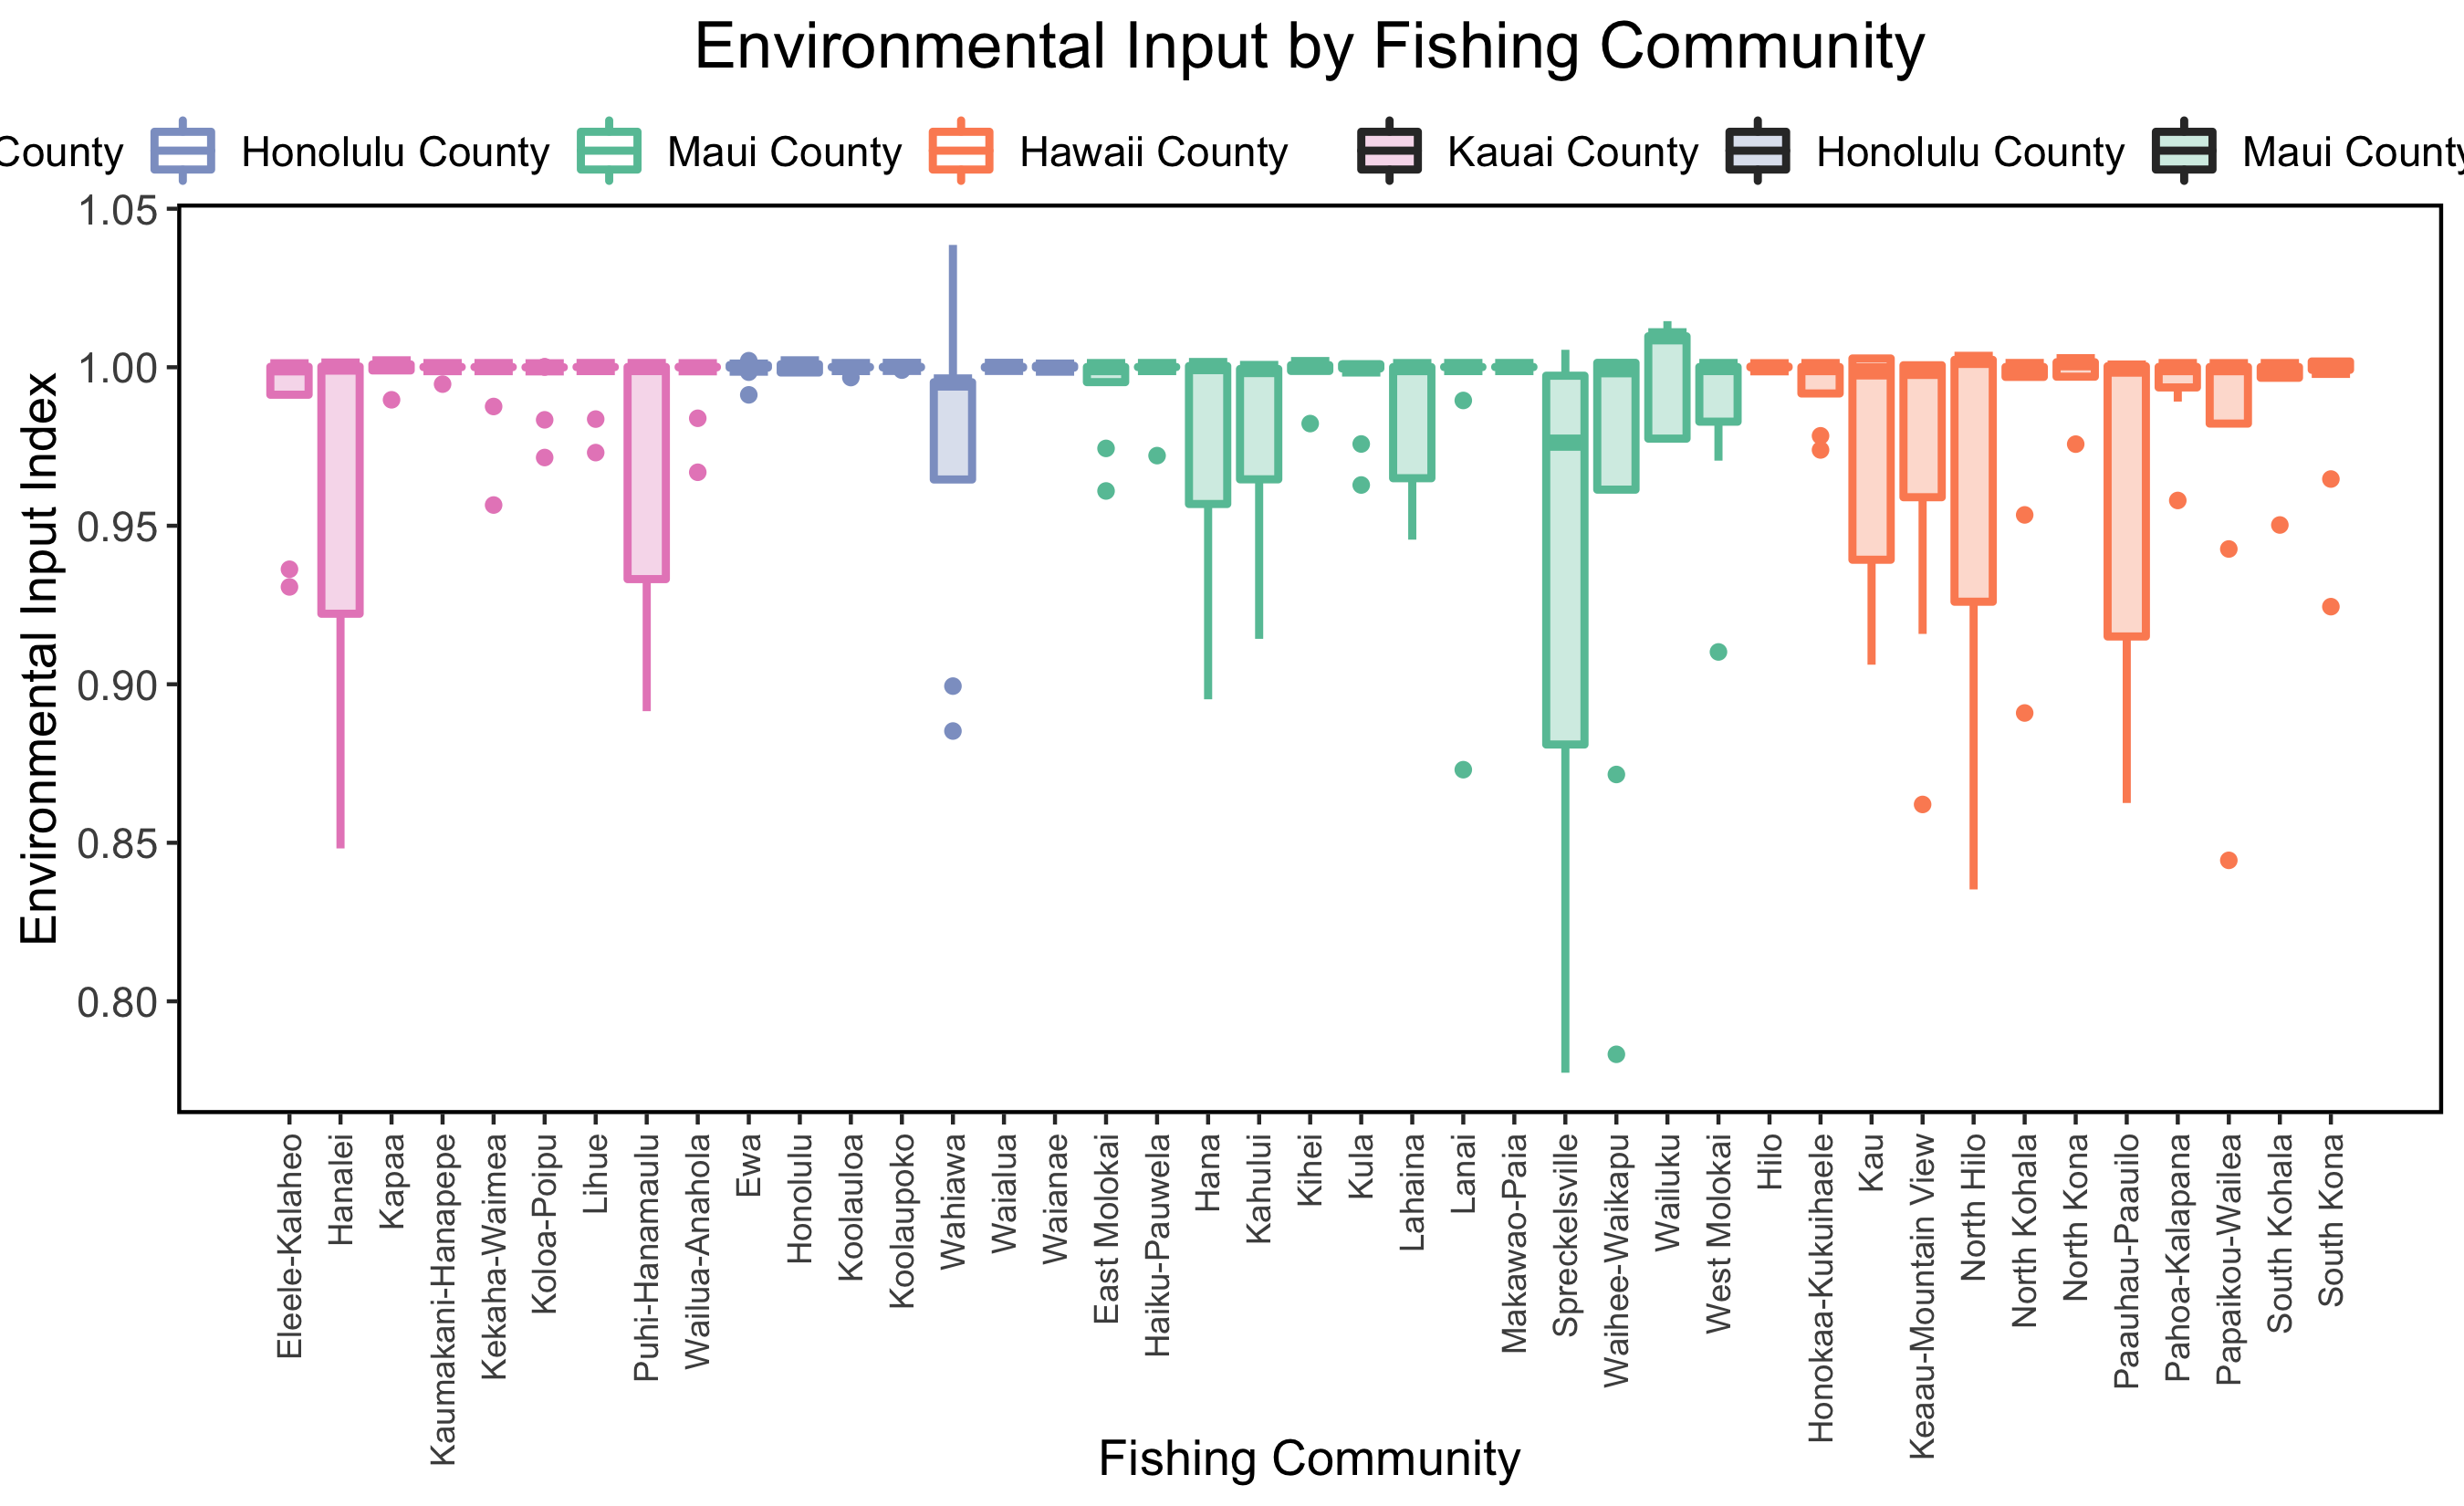 Environmental Input by Fishing Community
County Honolulu County Maui County Hawaii County Kauai County Honolulu County Maui County
1.05
1.00
0.95
0.90
0.85
0.80
Environmental Input Index
Eleele-Kalaheo
Hanalei
Kapaa
Kaumakani-Hanapepe
Kekaha-Waimea
Koloa-Poipu
Lihue
Puhi-Hanamaulu
Wailua-Anahola
Ewa
Honolulu
Koolauloa
Koolaupoko
Wahiawa
Waialua
Waianae
East Molokai
Haiku-Pauwela
Hana
Kahului
Kihei
Kula
Lahaina
Lanai
Makawao-Paia
Spreckelsville
Waihee-Waikapu
Wailuku
West Molokai
Hilo
Honokaa-Kukuihaele
Kau
Keaau-Mountain View
North Hilo
North Kohala
North Kona
Paauhau-Paauilo
Pahoa-Kalapana
Papaikou-Wailea
South Kohala
South Kona
Fishing Community